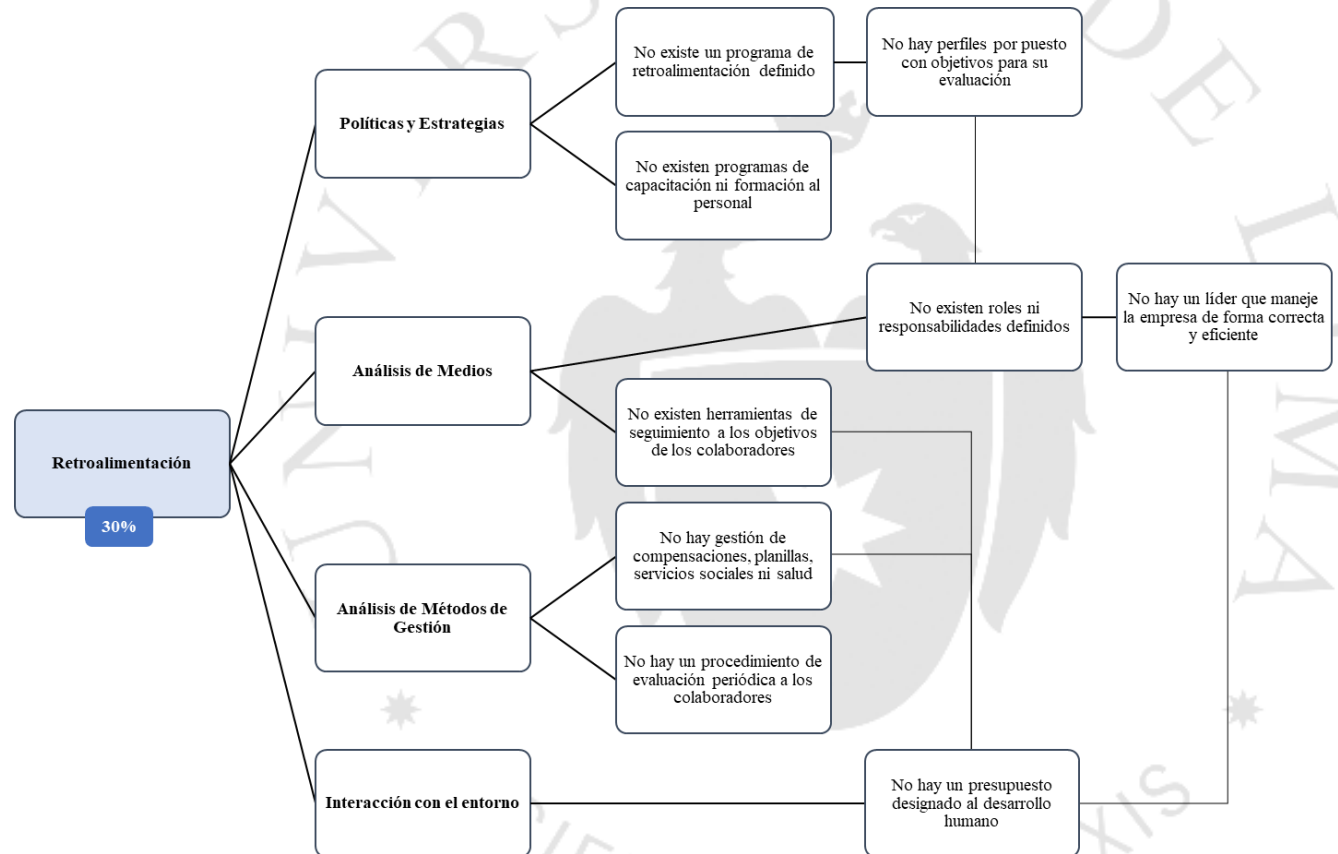 No existe un programa de
retroalimentación definido
No hay perfiles por puesto
con objetivos para su
evaluación
Políticas y Estrategias
No existen programas de
capacitación ni formación al
personal
No existen roles ni
responsabilidades definidos
No hay un líder que maneje
la empresa de forma correcta
y eficiente
Análisis de Medios
No existen herramientas de
seguimiento a los objetivos
de los colaboradores
Retroalimentación
30%
No hay gestión de
compensaciones, planillas,
servicios sociales ni salud
Análisis de Métodos de
Gestión
No hay un procedimiento de
evaluación periódica a los
colaboradores
Interacción con el entorno
No hay un presupuesto
designado al desarrollo
humano